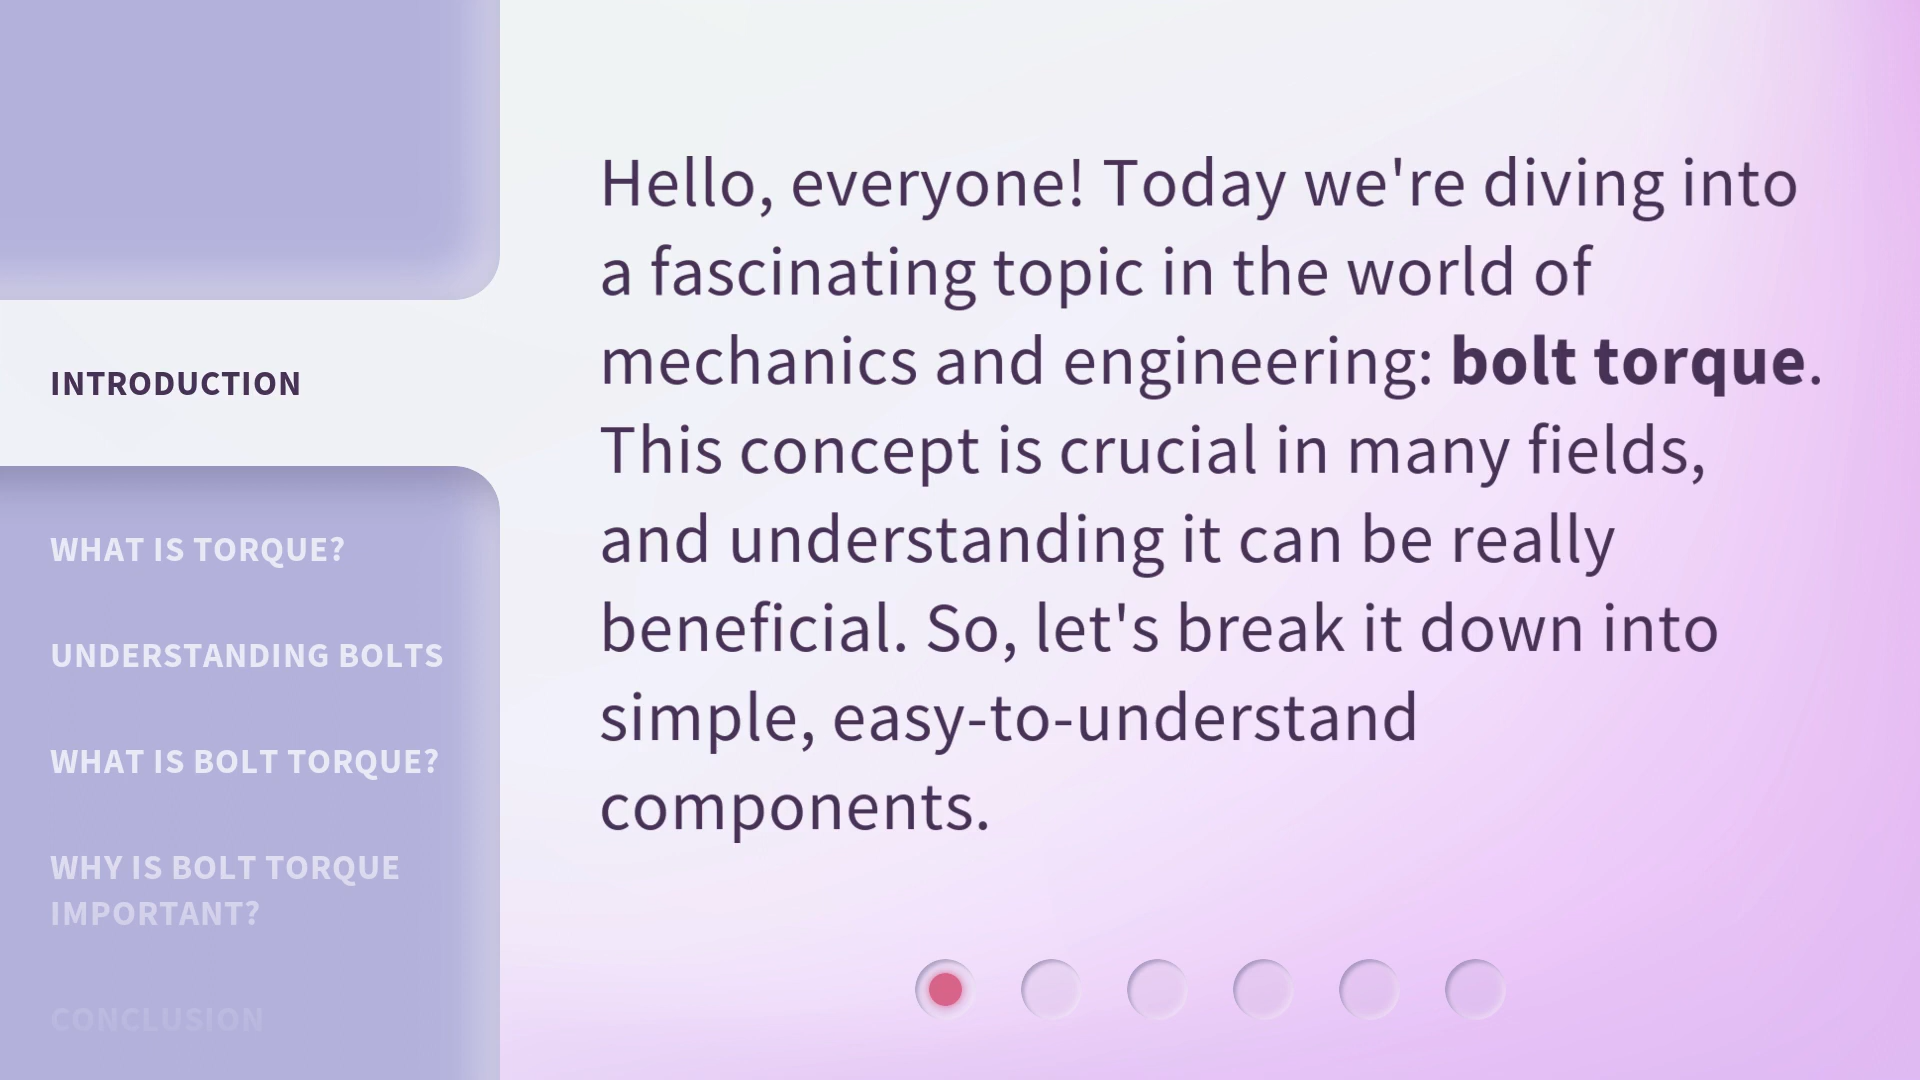 INTRODUCTION
WHAT IS TORQUE?
UNDERSTANDING BOLTS
WHAT IS BOLT TORQUE?
WHY IS BOLT TORQUE
IMPORTANT?
CONCLUSION
Hello, everyone! Today we're diving into
a fascinating topic in the world of
mechanics and engineering: bolt torque.
This concept is crucial in many fields,
and understanding it can be really
beneficial. So, let's break it down into
simple, easy-to-understand
components.